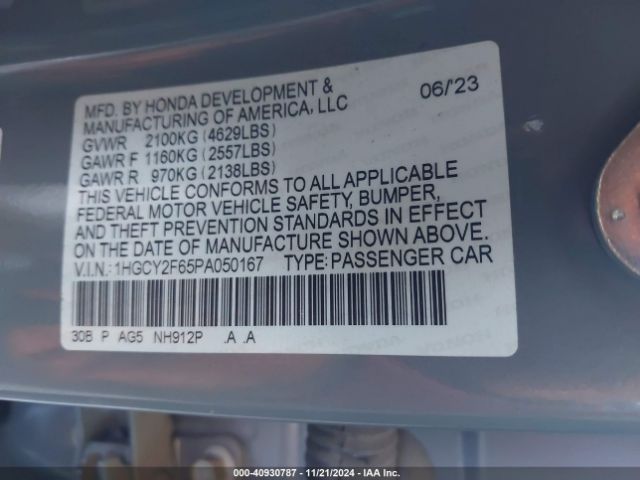 MFD. BY HONDA DEVELOPMENT & 06/23
MANUFACTURING OF AMERICA, LLC
GVWR 2100KG (4629LBS)
GAWR F 1160KG (2557LBS)
GAWR R 970KG (2138LBS)
THIS VEHICLE CONFORMS TO ALL APPLICABLE
FEDERAL MOTOR VEHICLE SAFETY, BUMPER,
AND THEFT PREVENTION STANDARDS IN EFFECT
ON THE DATE OF MANUFACTURE SHOWN ABOVE.
V.I.N.: 1HGCY2F65PA050167 TYPE: PASSENGER CAR
30B P AG5 NH912P .A .A
000-40930787 - 11/21/2024 - IAA Inc.